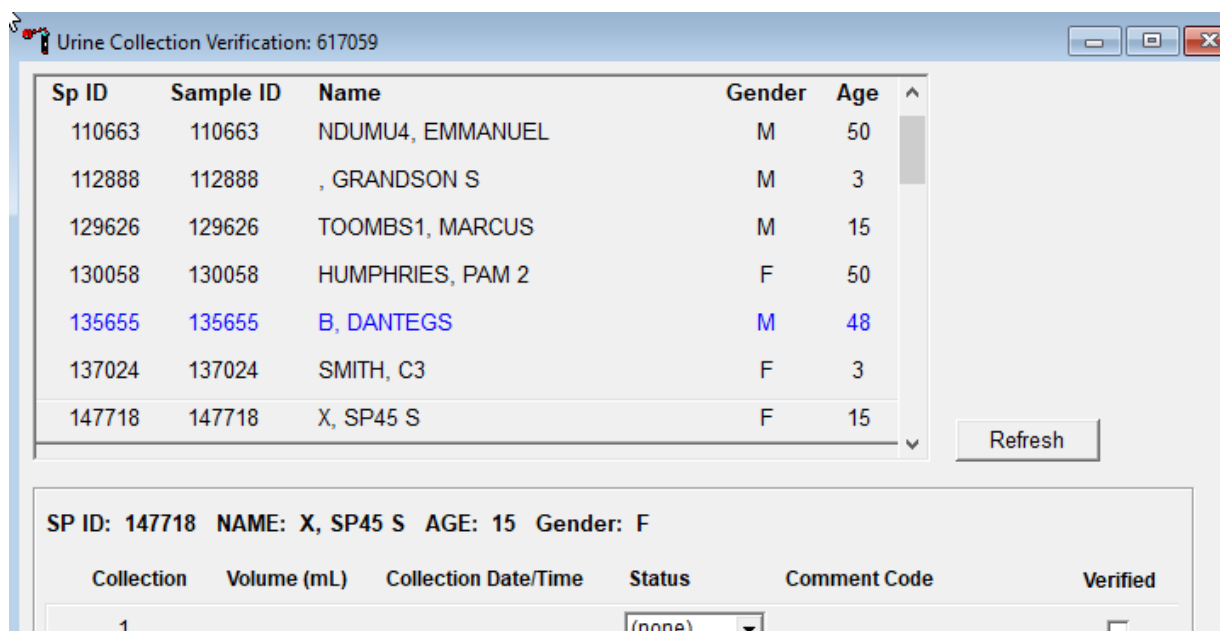 Urine Collection Verification: 617059
Sp ID Sample ID Name Gender Age
110663 110663 NDUMU4, EMMANUEL M 50
112888 112888 , GRANDSON S M 3
129626 129626 TOOMBS1, MARCUS M 15
130058 130058 HUMPHRIES, PAM 2 F 50
135655 135655 B, DANTEGS M 48
137024 137024 SMITH, C3 F 3
147718 147718 X, SP45 S F 15
Refresh
SP ID: 147718 NAME: X, SP45 S AGE: 15 Gender: F
Collection Volume (mL) Collection Date/Time Status Comment Code Verified
1 (none)